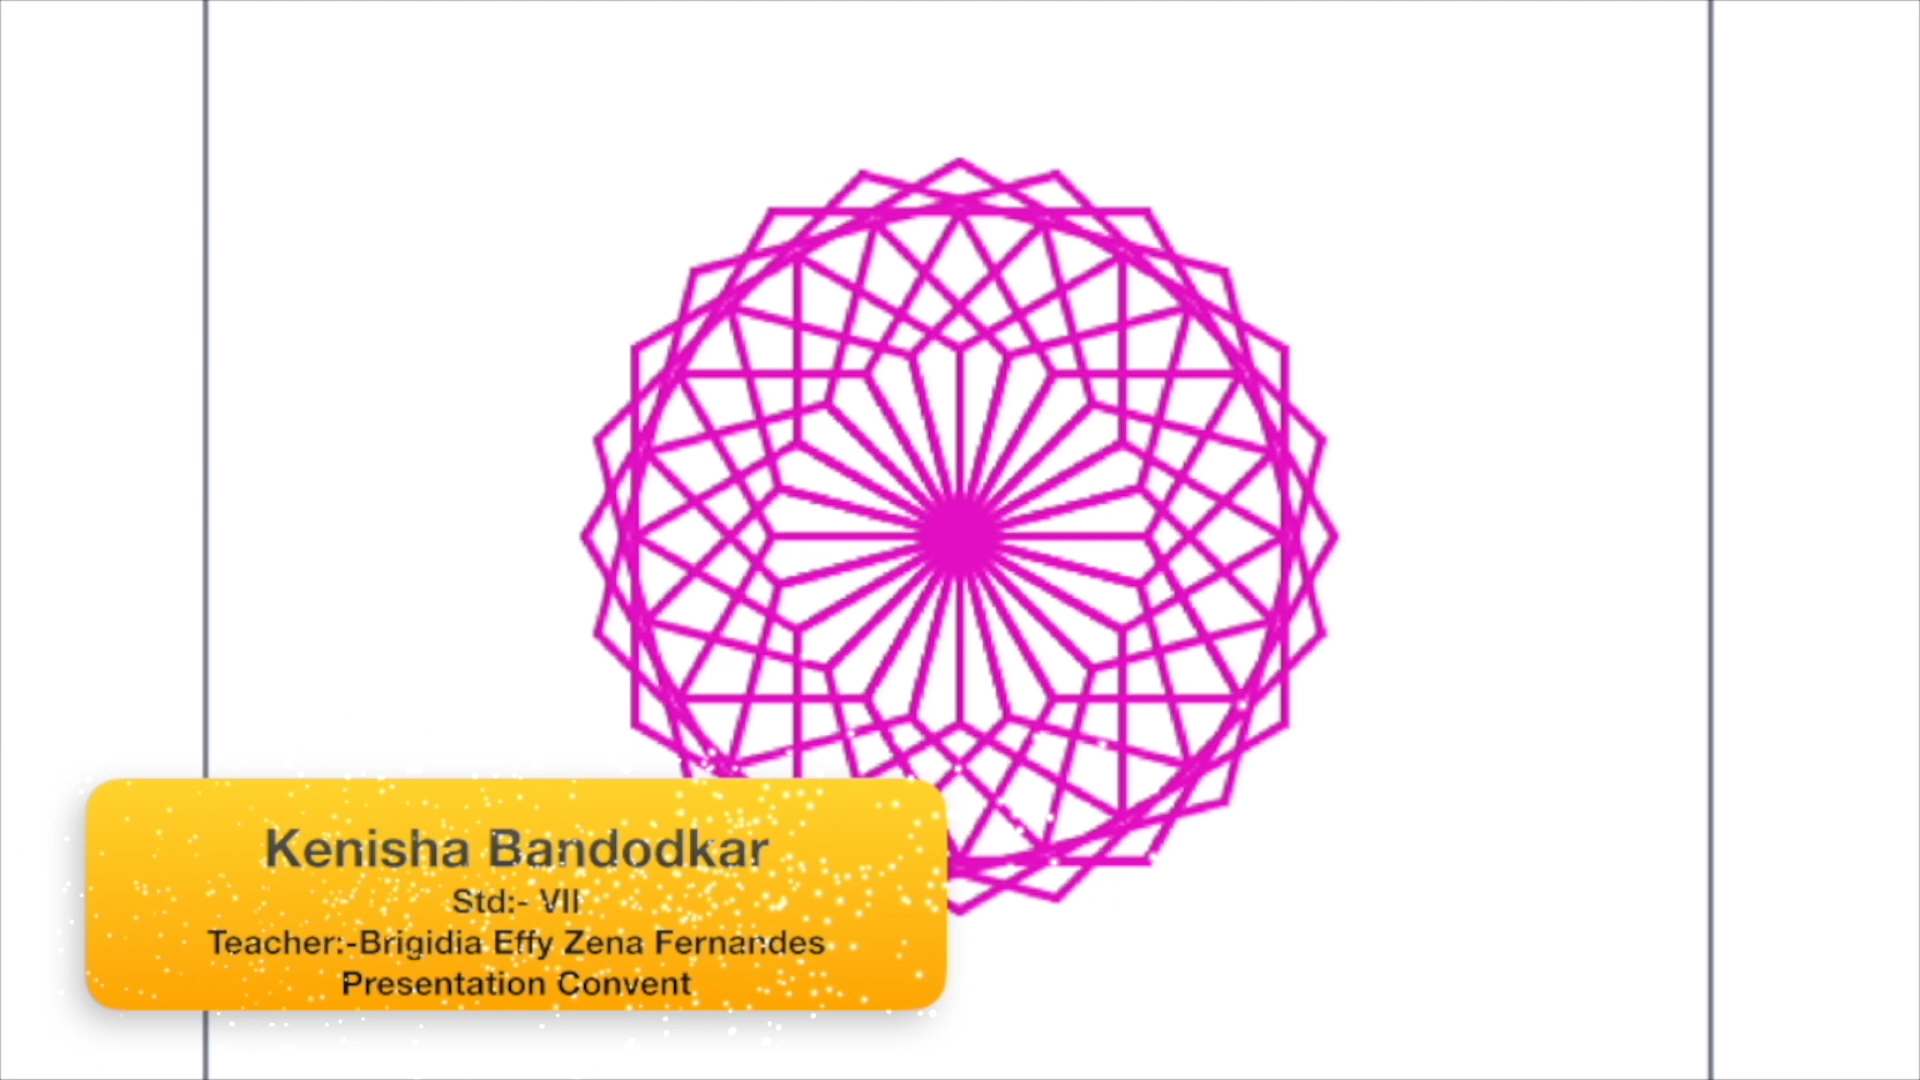 Kenisha Bandodkar
Std:- VII
Teacher:-Brigidia Effy Zena Fernandes
Presentation Convent